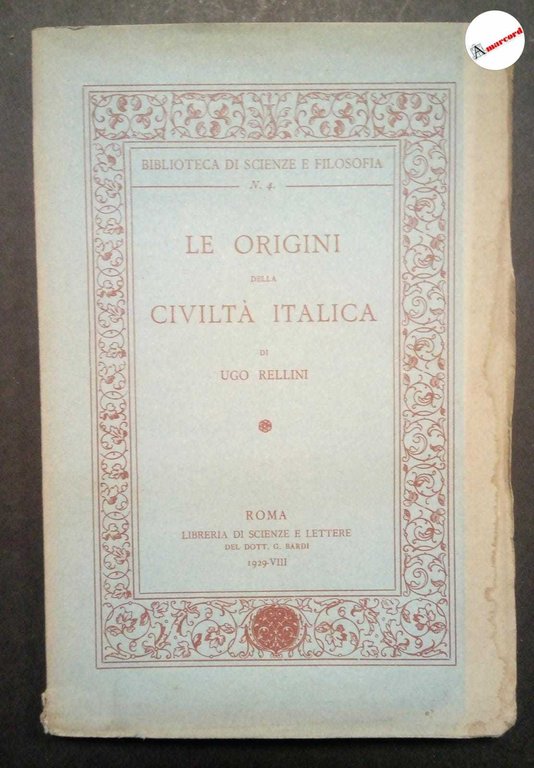 Amarcord
BIBLIOTECA DI SCIENZE E FILOSOFIA
N. 4.
LE ORIGINI
DELLA
CIVILTÀ ITALICA
DI
UGO RELLINI
ROMA
LIBRERIA DI SCIENZE E LETTERE
DEL DOTT. G. BARDI
1929-VIII